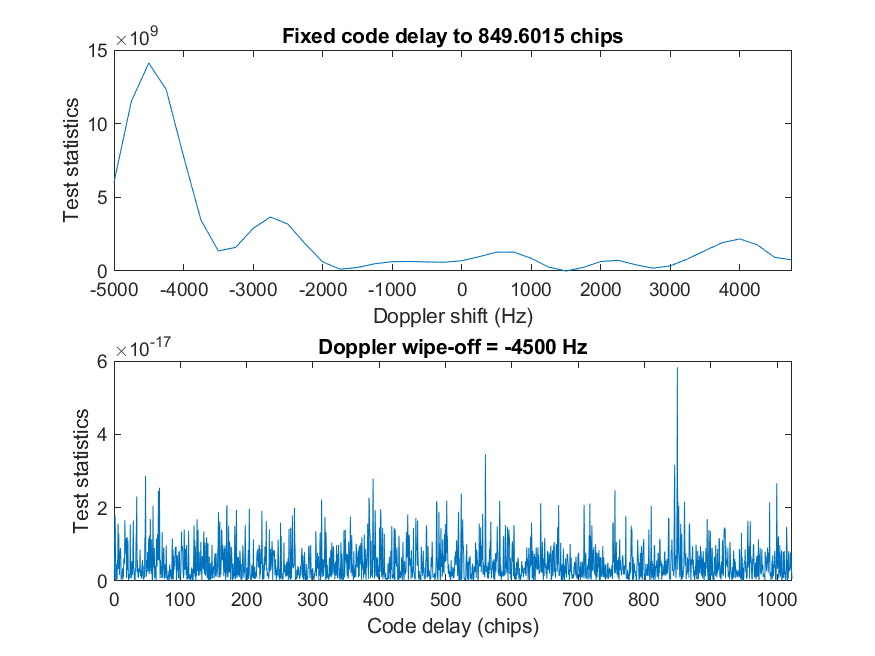 ×10^9
Fixed code delay to 849.6015 chips
15
10
5
0
Test statistics
-5000 -4000 -3000 -2000 -1000 0 1000 2000 3000 4000
Doppler shift (Hz)
×10^-17
Doppler wipe-off = -4500 Hz
6
4
2
0
Test statistics
0 100 200 300 400 500 600 700 800 900 1000
Code delay (chips)